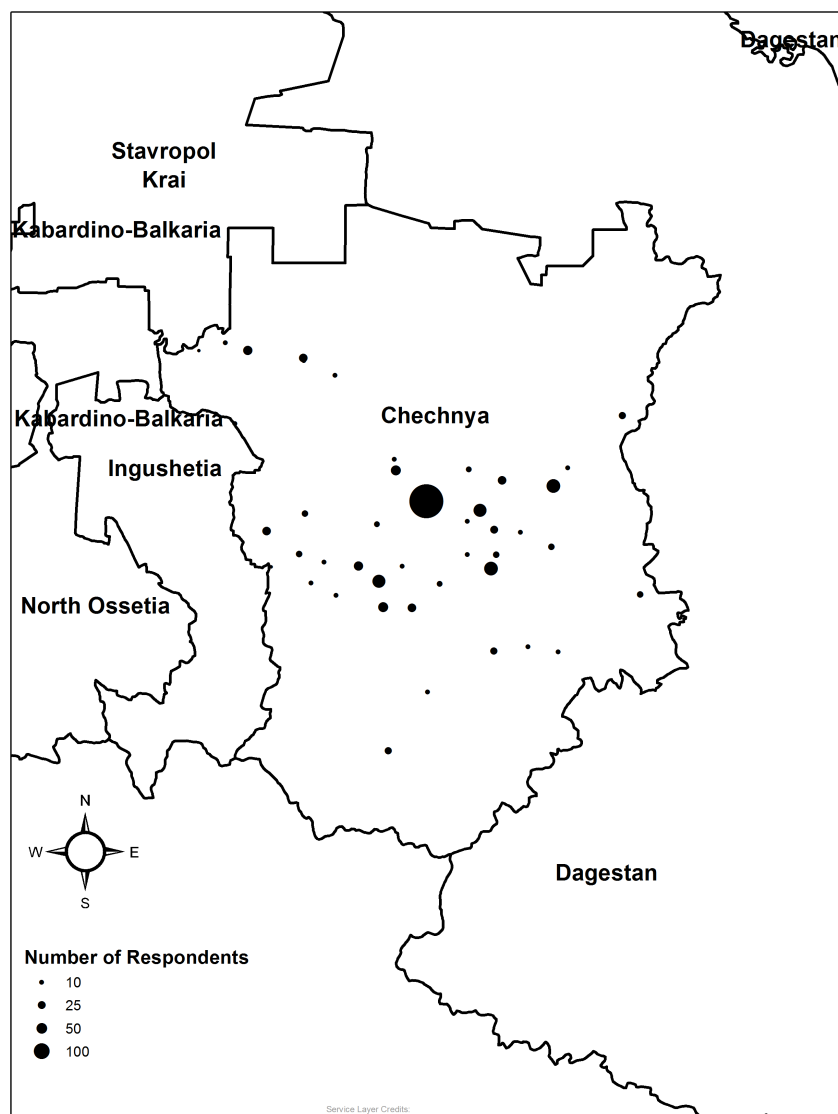 Dagestan
Stavropol
Krai
Kabardino-Balkaria
Chechnya
Kabardino-Balkaria
Ingushetia
North Ossetia
N
W
E
S
Dagestan
Number of Respondents
10
25
50
100
Service Layer Credits: